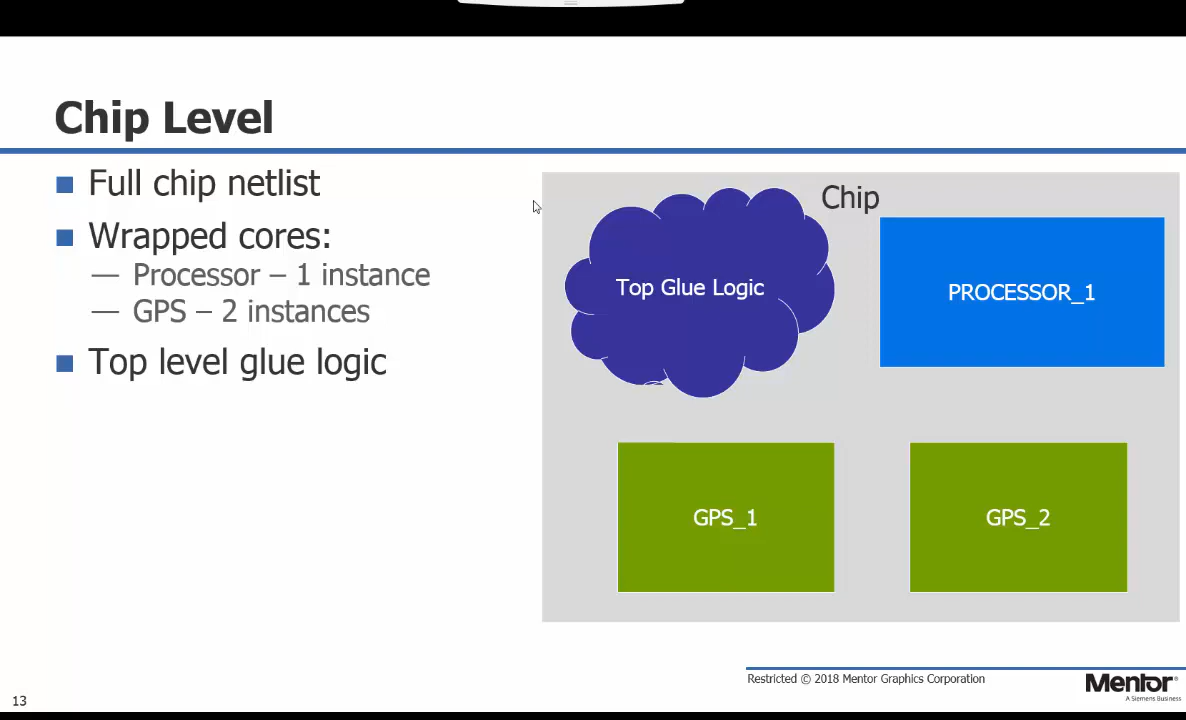 Chip Level
Full chip netlist
Wrapped cores:
— Processor – 1 instance
— GPS – 2 instances
Top level glue logic
Chip
Top Glue Logic
PROCESSOR_1
GPS_1
GPS_2
Restricted © 2018 Mentor Graphics Corporation
Mentor®
A Siemens Business
13